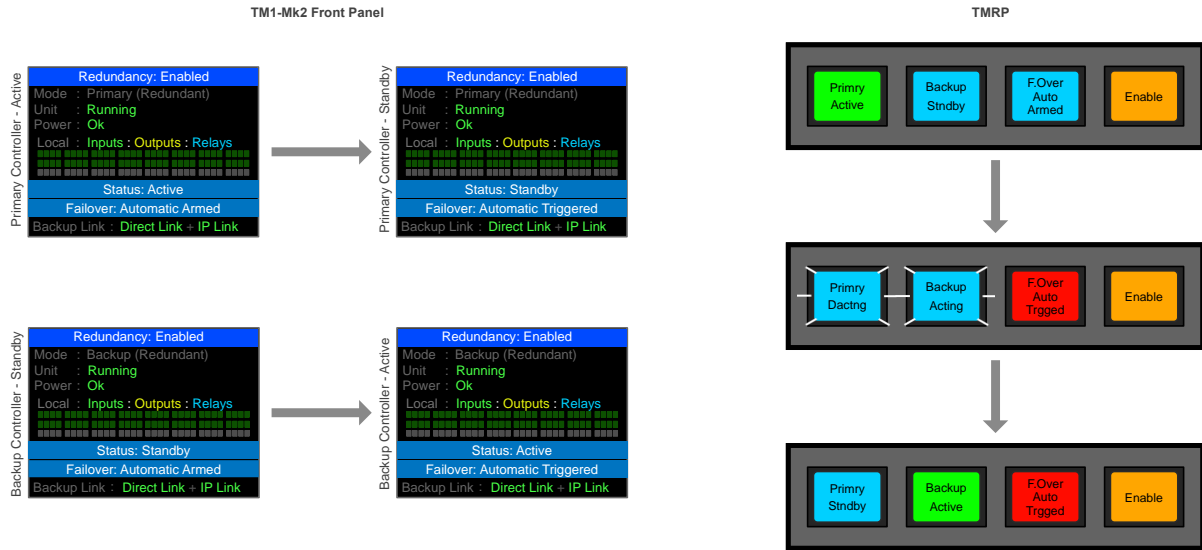 TM1-Mk2 Front Panel
TMRP
Primary Controller - Active
Redundancy: Enabled
Mode : Primary (Redundant)
Unit : Running
Power : Ok
Local : Inputs : Outputs : Relays
Status: Active
Failover: Automatic Armed
Backup Link : Direct Link + IP Link
Primary Controller - Standby
Redundancy: Enabled
Mode : Primary (Redundant)
Unit : Running
Power : Ok
Local : Inputs : Outputs : Relays
Status: Standby
Failover: Automatic Triggered
Backup Link : Direct Link + IP Link
Backup Controller - Standby
Redundancy: Enabled
Mode : Backup (Redundant)
Unit : Running
Power : Ok
Local : Inputs : Outputs : Relays
Status: Standby
Failover: Automatic Armed
Backup Link : Direct Link + IP Link
Backup Controller - Active
Redundancy: Enabled
Mode : Backup (Redundant)
Unit : Running
Power : Ok
Local : Inputs : Outputs : Relays
Status: Active
Failover: Automatic Triggered
Backup Link : Direct Link + IP Link
Primry
Active
Backup
Stndby
F.Over
Auto
Armed
Enable
Primry
Dactng
Backup
Acting
F.Over
Auto
Trgged
Enable
Primry
Stndby
Backup
Active
F.Over
Auto
Trgged
Enable